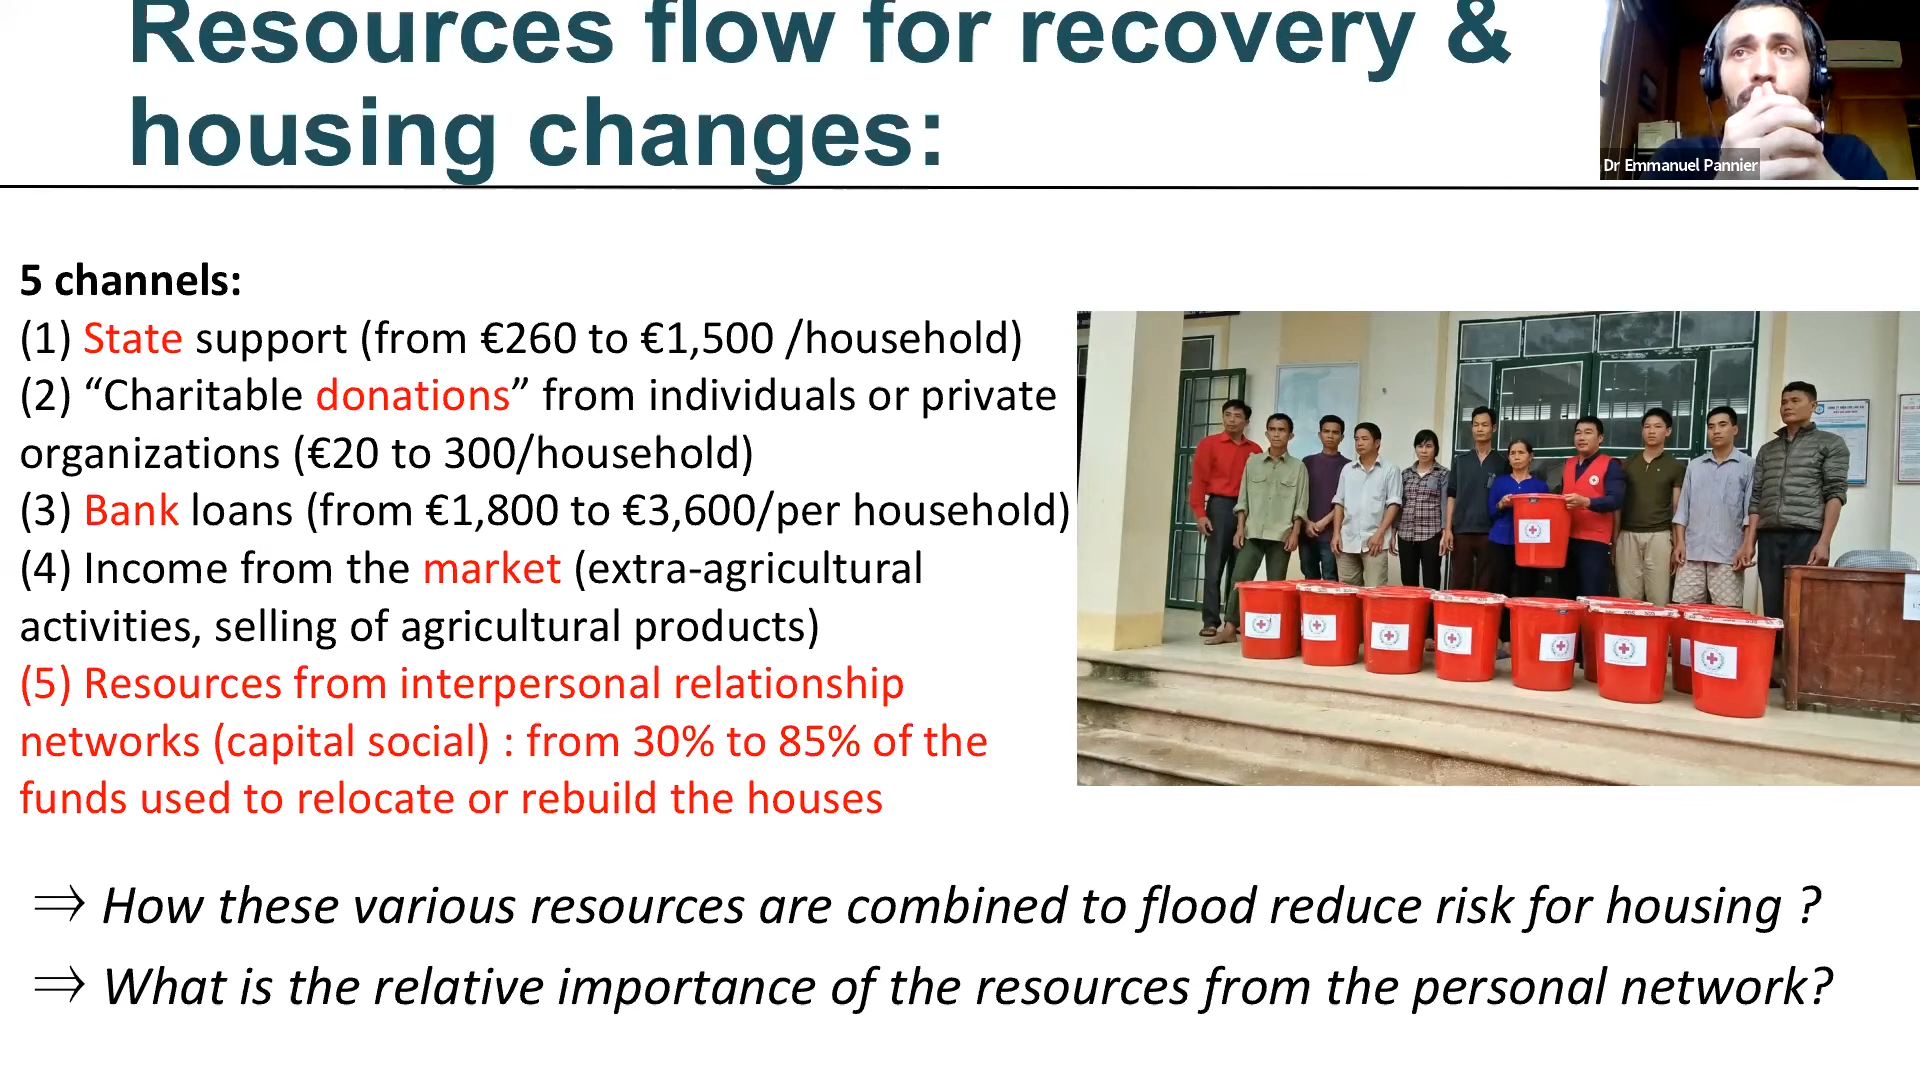 Resources flow for recovery &
housing changes:
Dr Emmanuel Pannier
5 channels:
(1) State support (from €260 to €1,500 /household)
(2) “Charitable donations” from individuals or private
organizations (€20 to 300/household)
(3) Bank loans (from €1,800 to €3,600/per household)
(4) Income from the market (extra-agricultural
activities, selling of agricultural products)
(5) Resources from interpersonal relationship
networks (capital social) : from 30% to 85% of the
funds used to relocate or rebuild the houses
⇒ How these various resources are combined to flood reduce risk for housing ?
⇒ What is the relative importance of the resources from the personal network?